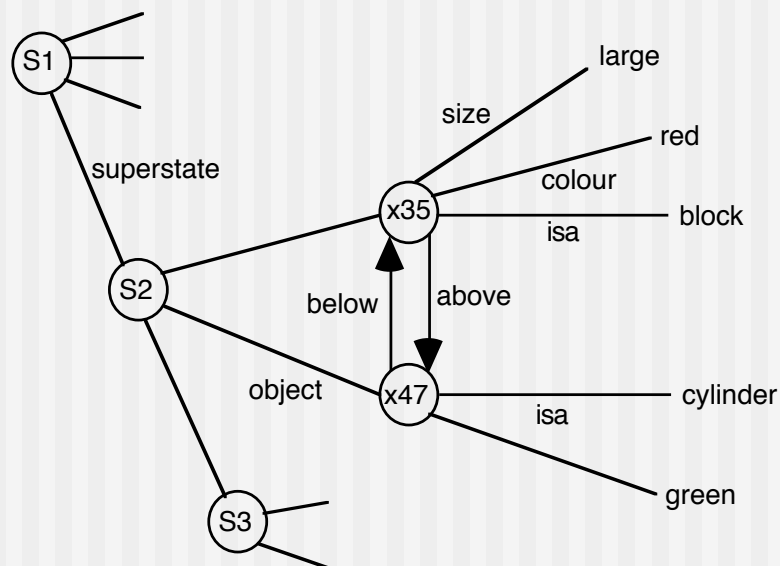 S1
large
size
red
superstate
colour
x35
block
isa
S2
below
above
object
x47
cylinder
isa
green
S3